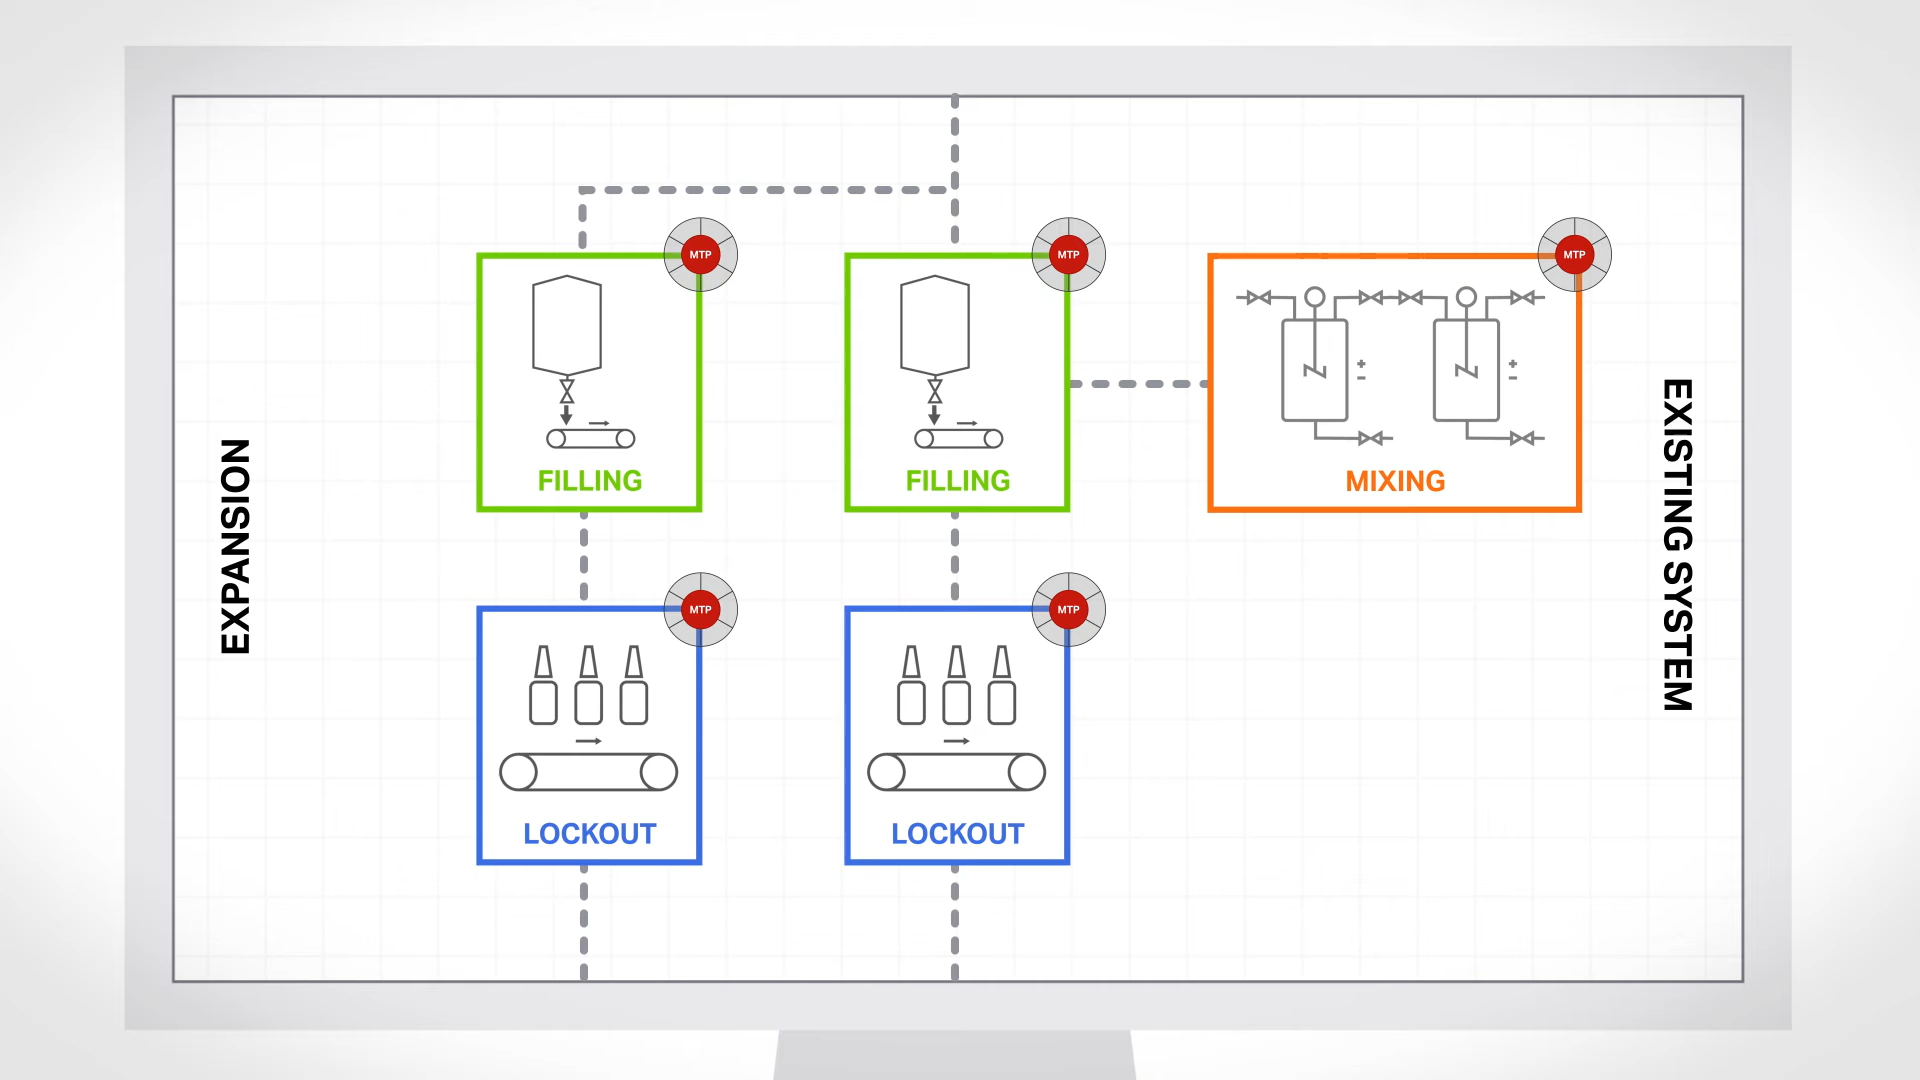 MTP
MTP
MTP
FILLING
FILLING
MIXING
EXPANSION
EXISTING SYSTEM
MTP
MTP
LOCKOUT
LOCKOUT